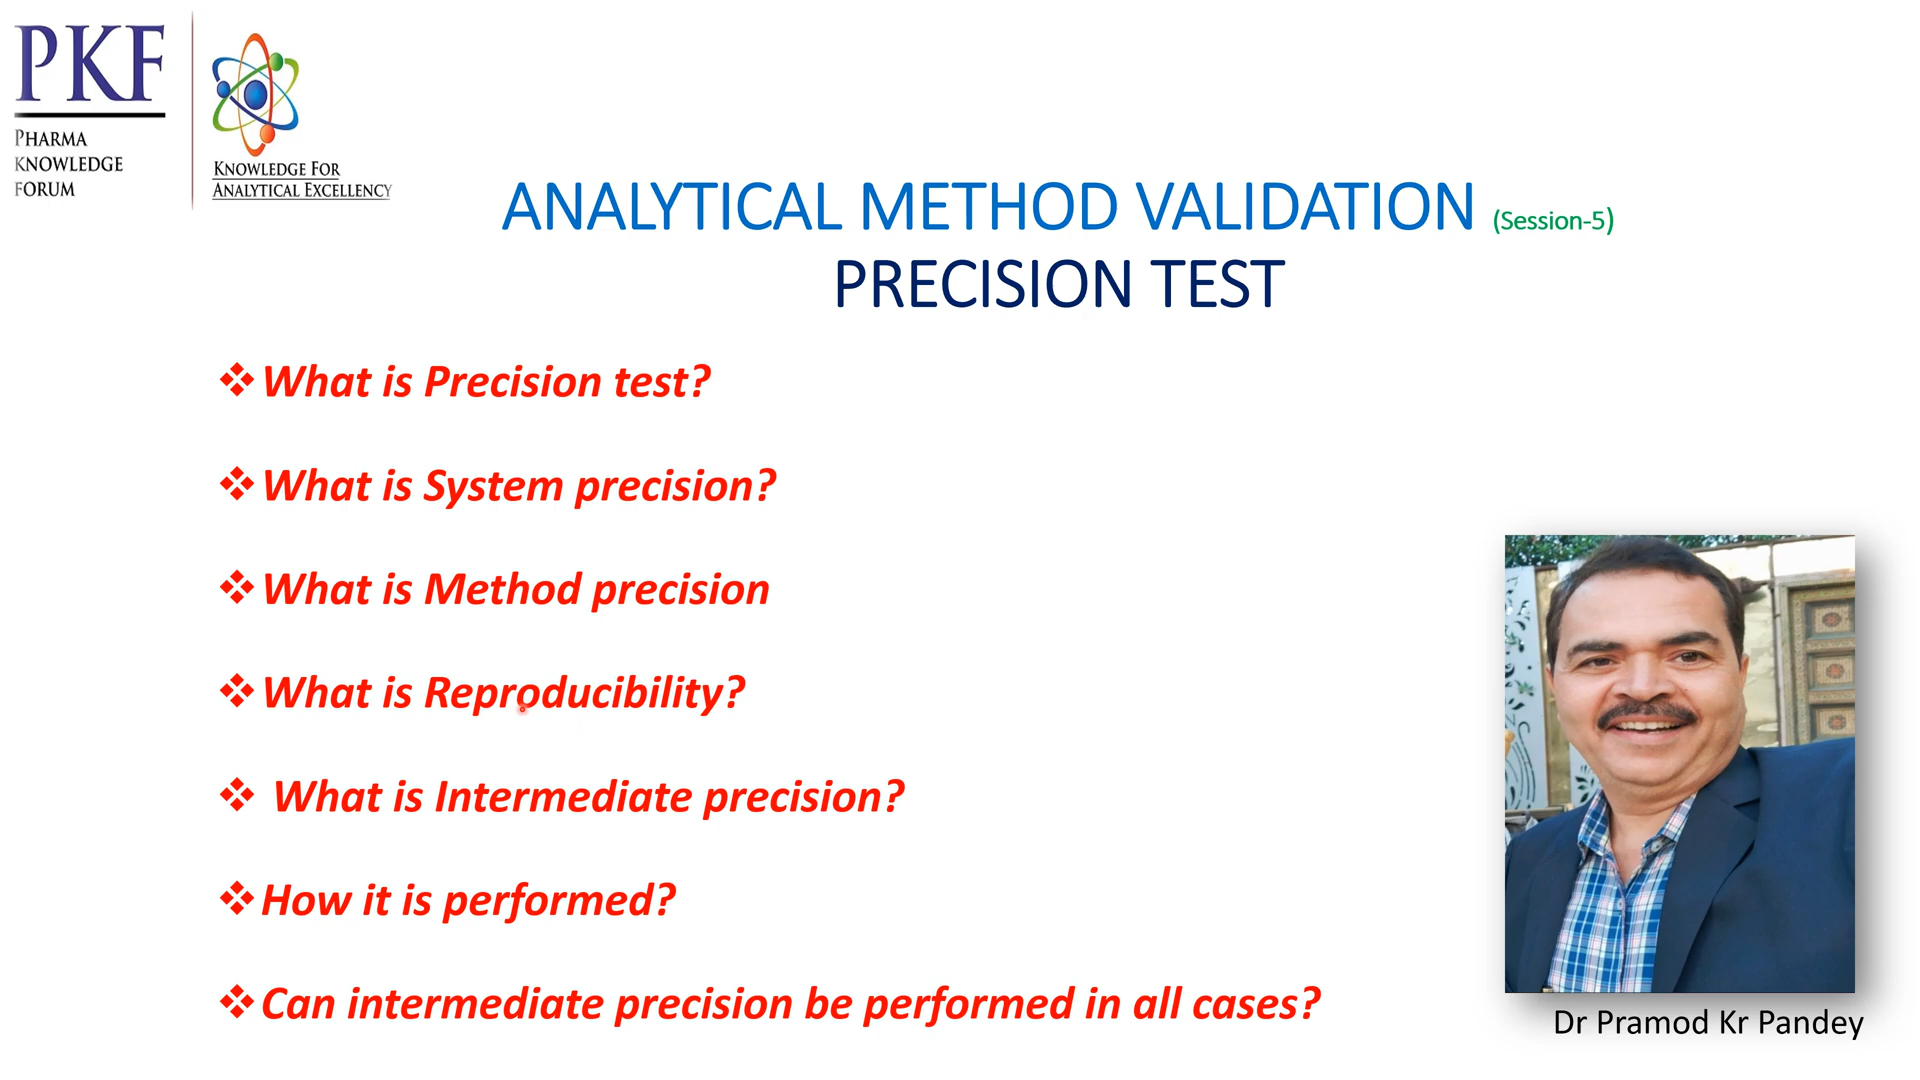 PKF
PHARMA
KNOWLEDGE
FORUM
KNOWLEDGE FOR
ANALYTICAL EXCELLENCY
ANALYTICAL METHOD VALIDATION (Session-5)
PRECISION TEST
❖What is Precision test?
❖What is System precision?
❖What is Method precision
❖What is Reproducibility?
❖ What is Intermediate precision?
❖How it is performed?
❖Can intermediate precision be performed in all cases?
Dr Pramod Kr Pandey